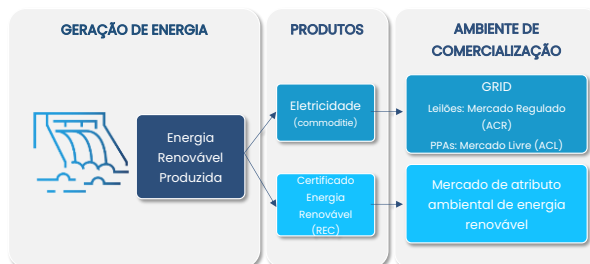 GERAÇÃO DE ENERGIA
PRODUTOS
AMBIENTE DE
COMERCIALIZAÇÃO
Energia
Renovável
Produzida
Eletricidade
(commoditie)
Certificado
Energia
Renovável
(REC)
GRID
Leilões: Mercado Regulado
(ACR)
PPAs: Mercado Livre (ACL)
Mercado de atributo
ambiental de energia
renovável